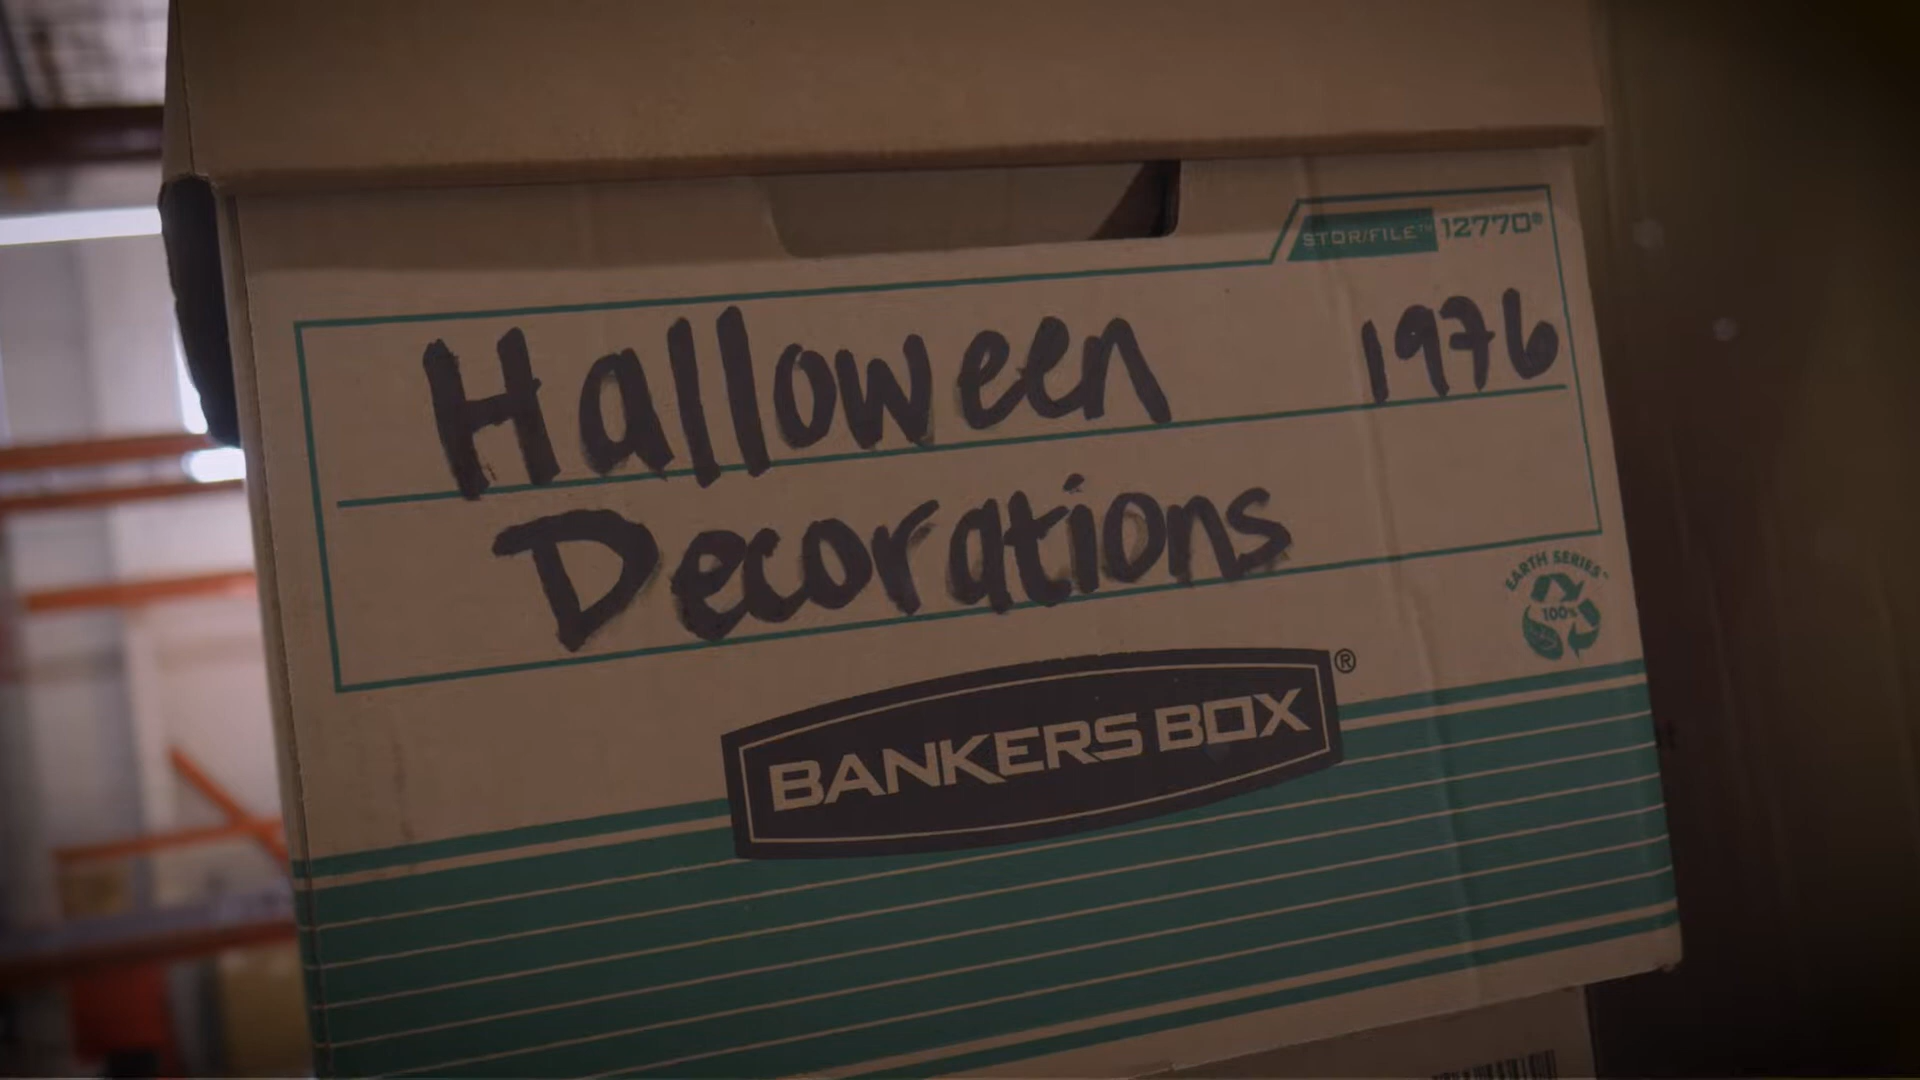 STOR/FILE™ 12770®
Halloween 1976
Decorations
EARTH SERIES™
100%
BANKERS BOX®